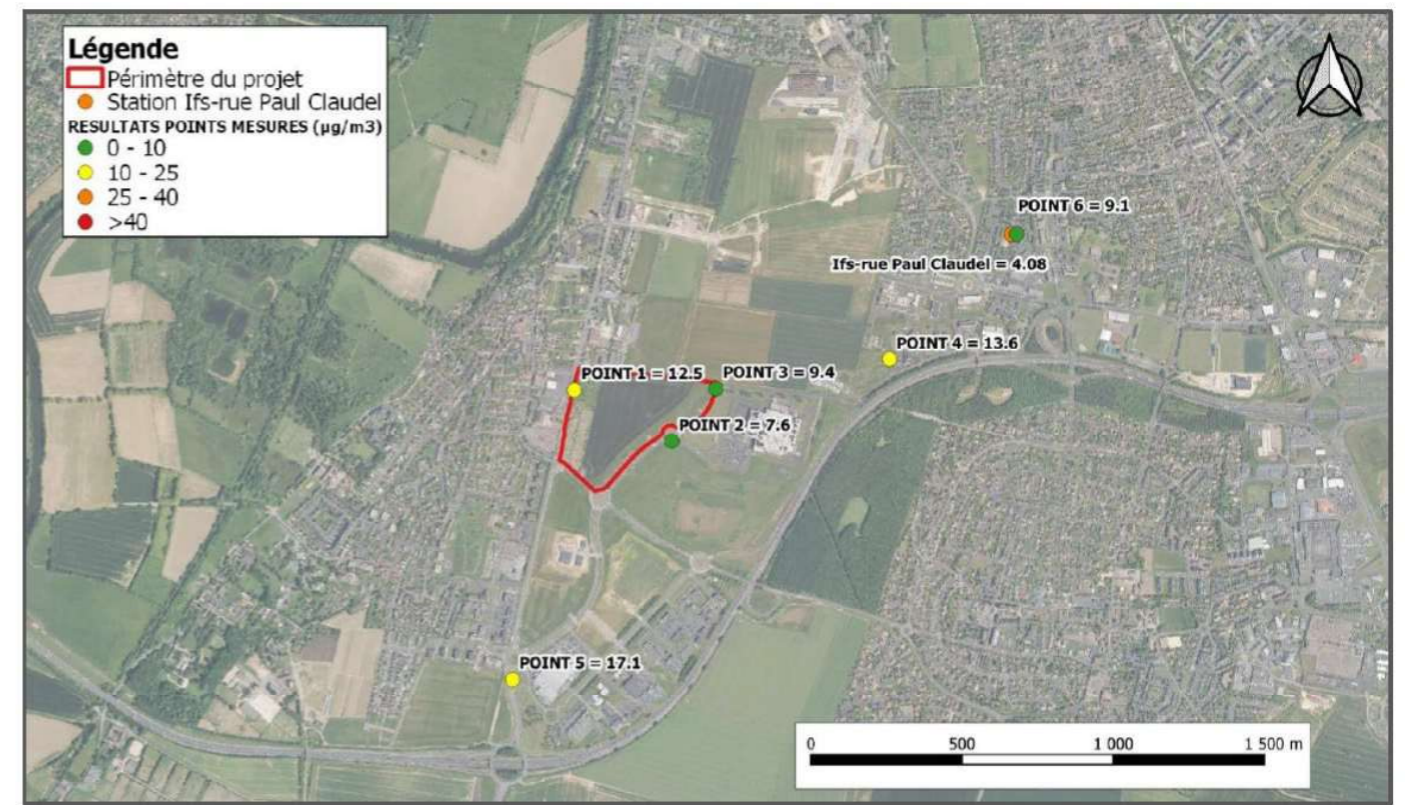 Légende
Périmètre du projet
Station Ifs-rue Paul Claudel
RESULTATS POINTS MESURES (µg/m3)
0 - 10
10 - 25
25 - 40
>40
POINT 6 = 9.1
Ifs-rue Paul Claudel = 4.08
POINT 4 = 13.6
POINT 1 = 12.5
POINT 3 = 9.4
POINT 2 = 7.6
POINT 5 = 17.1
0 500 1 000 1 500 m